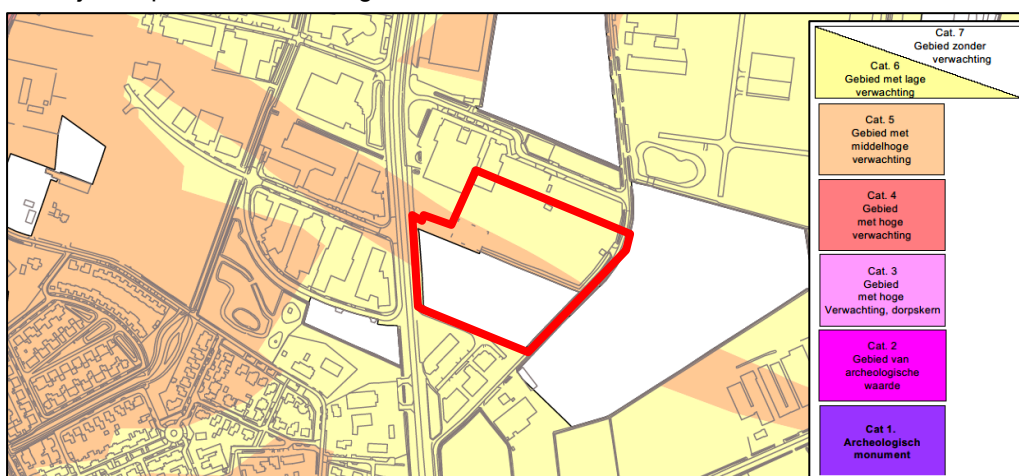 Cat. 7
Gebied zonder
verwachting
Cat. 6
Gebied met lage
verwachting
Cat. 5
Gebied met
middelhoge
verwachting
Cat. 4
Gebied
met hoge
verwachting
Cat. 3
Gebied
met hoge
Verwachting, dorpskern
Cat. 2
Gebied van
archeologische
waarde
Cat 1.
Archeologisch
monument